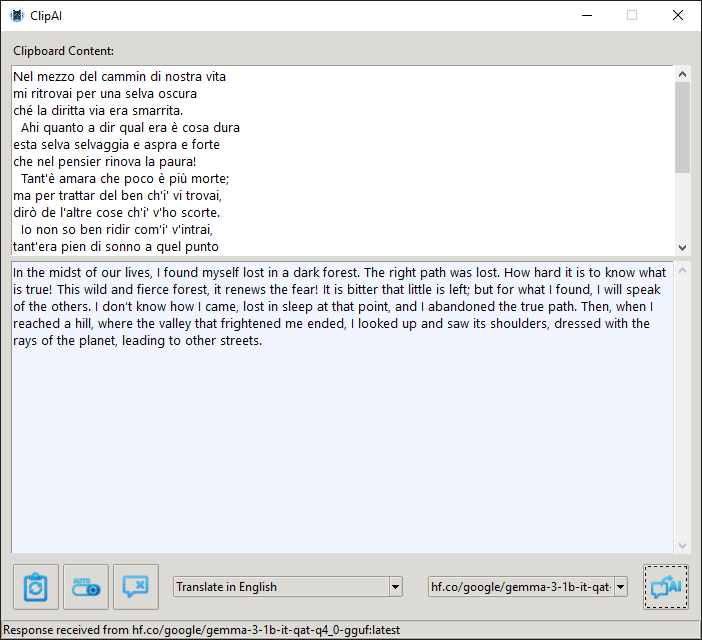 ClipAI
Clipboard Content:
Nel mezzo del cammin di nostra vita
mi ritrovai per una selva oscura
ché la diritta via era smarrita.
Ahi quanto a dir qual era è cosa dura
esta selva selvaggia e aspra e forte
che nel pensier rinova la paura!
Tant'è amara che poco è più morte;
ma per trattar del ben ch'i' vi trovai,
dirò de l'altre cose ch'i' v'ho scorte.
Io non so ben ridir com'i' v'intrai,
tant'era pien di sonno a quel punto
In the midst of our lives, I found myself lost in a dark forest. The right path was lost. How hard it is to know what
is true! This wild and fierce forest, it renews the fear! It is bitter that little is left; but for what I found, I will speak
of the others. I don't know how I came, lost in sleep at that point, and I abandoned the true path. Then, when I
reached a hill, where the valley that frightened me ended, I looked up and saw its shoulders, dressed with the
rays of the planet, leading to other streets.
AUTO
Translate in English
hf.co/google/gemma-3-1b-it-qat-
AI
Response received from hf.co/google/gemma-3-1b-it-qat-q4_0-gguf:latest